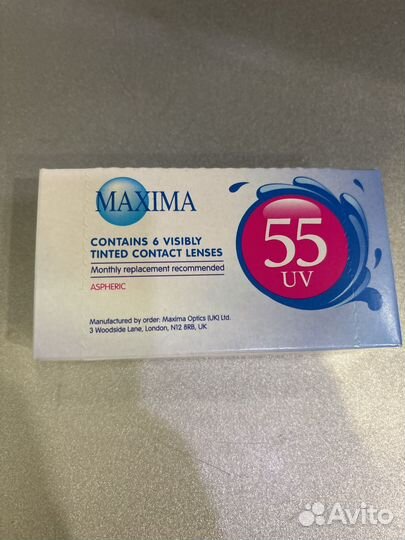 MAXIMA
CONTAINS 6 VISIBLY
TINTED CONTACT LENSES
Monthly replacement recommended
ASPHERIC
55
UV
Manufactured by order: Maxima Optics (UK) Ltd.
3 Woodside Lane, London, N12 8RB, UK
Avito